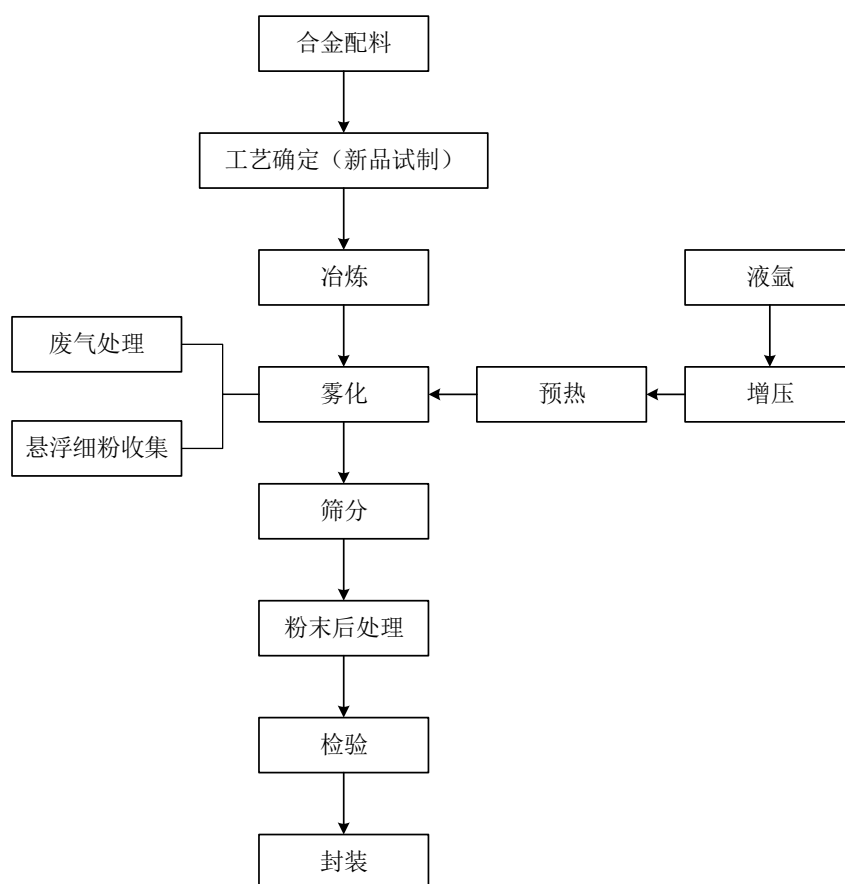 合金配料
工艺确定（新品试制）
冶炼
液氩
废气处理
雾化
预热
增压
悬浮细粉收集
筛分
粉末后处理
检验
封装